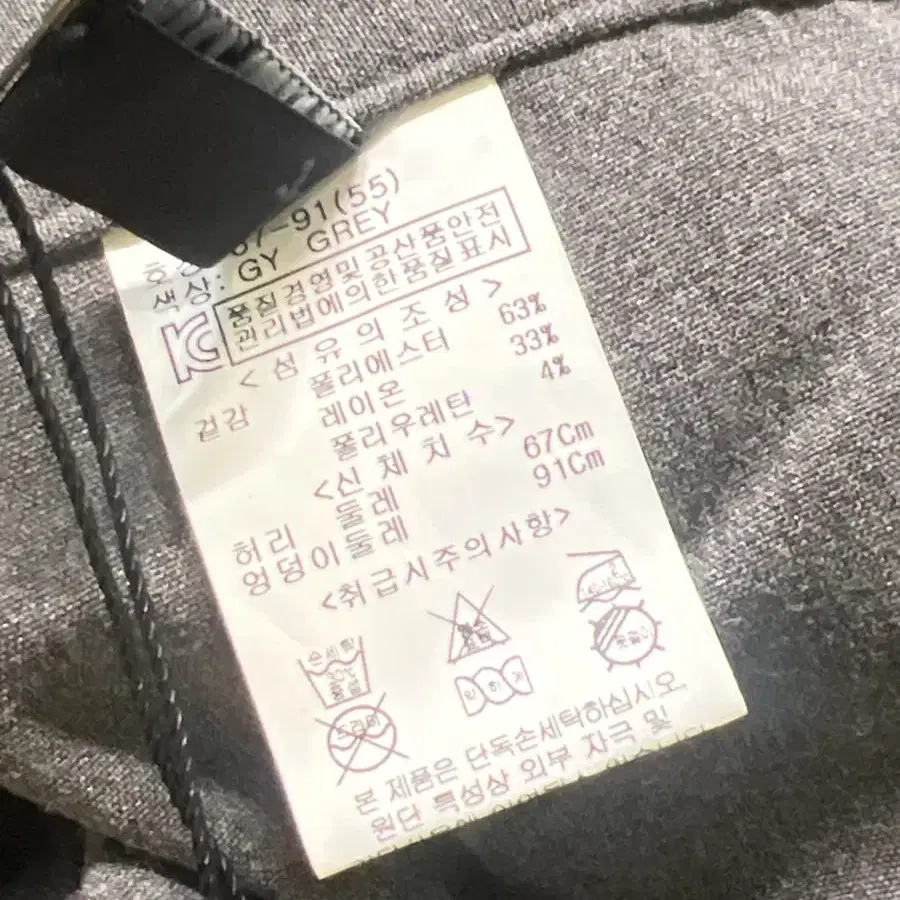 67-91(55)
색상: GY GREY
품질경영및공산품안전
관리법에의한품질표시
<섬유의조성>
겉감 폴리에스터 63%
레이온 33%
폴리우레탄 4%
<신체치수>
허리 둘레 67Cm
엉덩이둘레 91Cm
<취급시주의사항>
손세탁
30℃
중성
약하게
드라이
본 제품은 단독손세탁하십시오.
원단 특성상 외부 자극 및